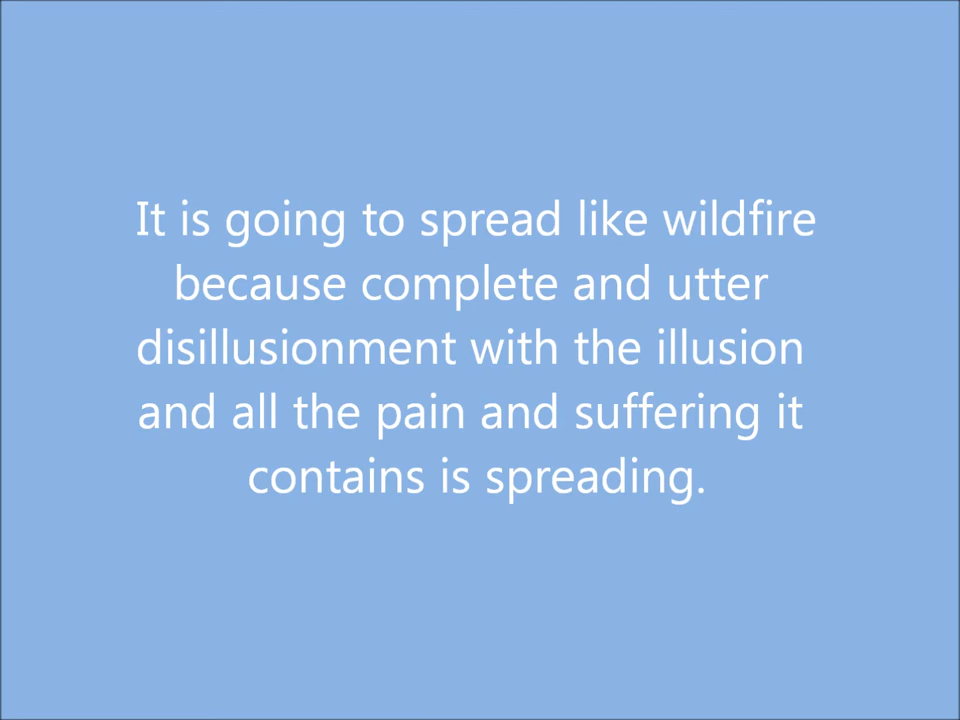 It is going to spread like wildfire
because complete and utter
disillusionment with the illusion
and all the pain and suffering it
contains is spreading.